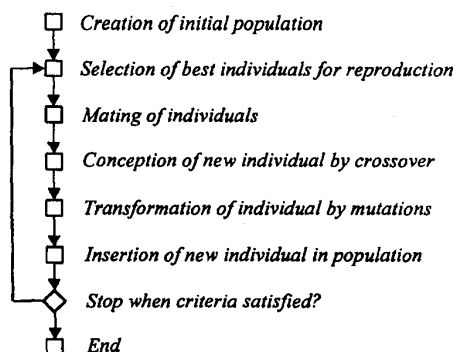 Creation of initial population
Selection of best individuals for reproduction
Mating of individuals
Conception of new individual by crossover
Transformation of individual by mutations
Insertion of new individual in population
Stop when criteria satisfied?
End